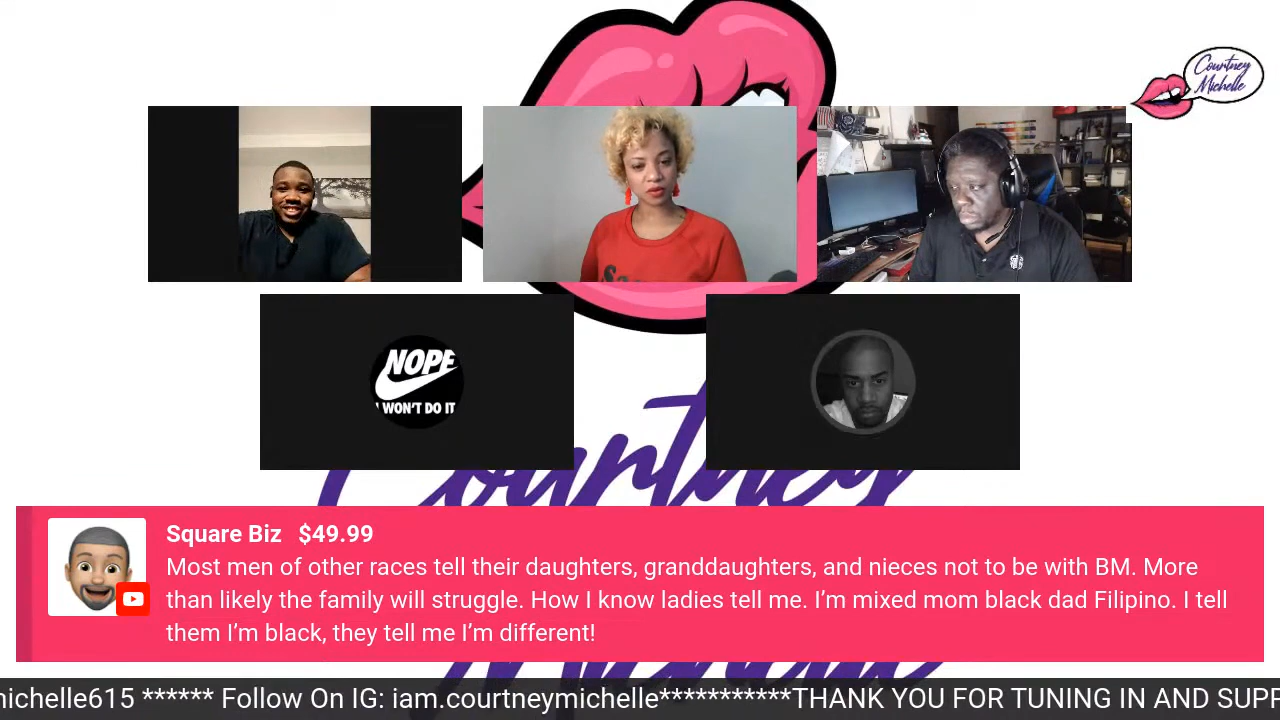 Courtney
Michelle
NOPE
I WON'T DO IT
Courtney
Square Biz $49.99
Most men of other races tell their daughters, granddaughters, and nieces not to be with BM. More
than likely the family will struggle. How I know ladies tell me. I’m mixed mom black dad Filipino. I tell
them I’m black, they tell me I’m different!
michelle615 ****** Follow On IG: iam.courtneymichelle***********THANK YOU FOR TUNING IN AND SUPP